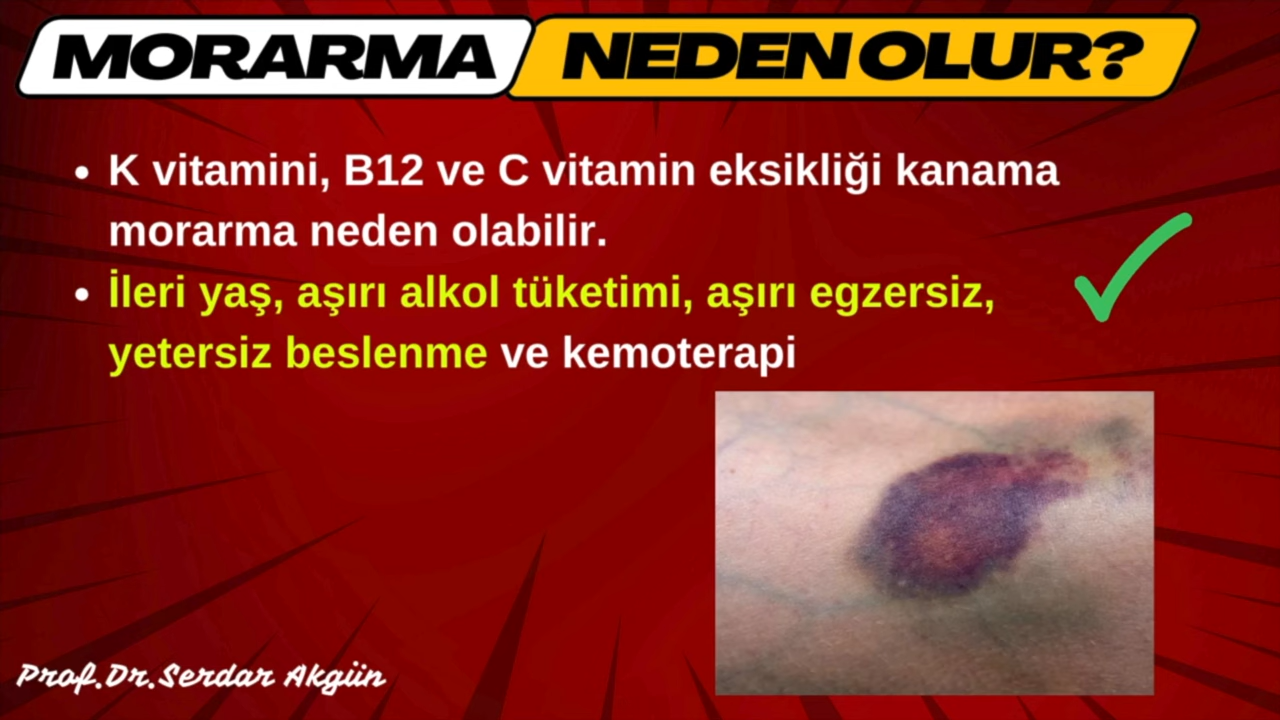 MORARMA NEDEN OLUR?
• K vitamini, B12 ve C vitamin eksikliği kanama
morarma neden olabilir.
• İleri yaş, aşırı alkol tüketimi, aşırı egzersiz,
yetersiz beslenme ve kemoterapi
Prof.Dr.Serdar Akgün